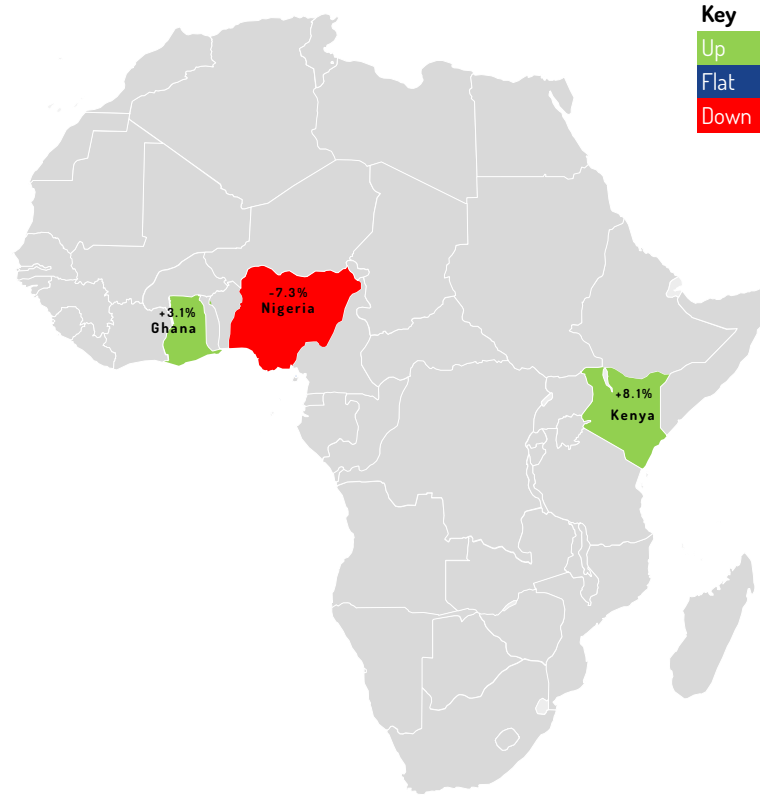 Key
Up
Flat
Down
-7.3%
Nigeria
+3.1%
Ghana
+8.1%
Kenya